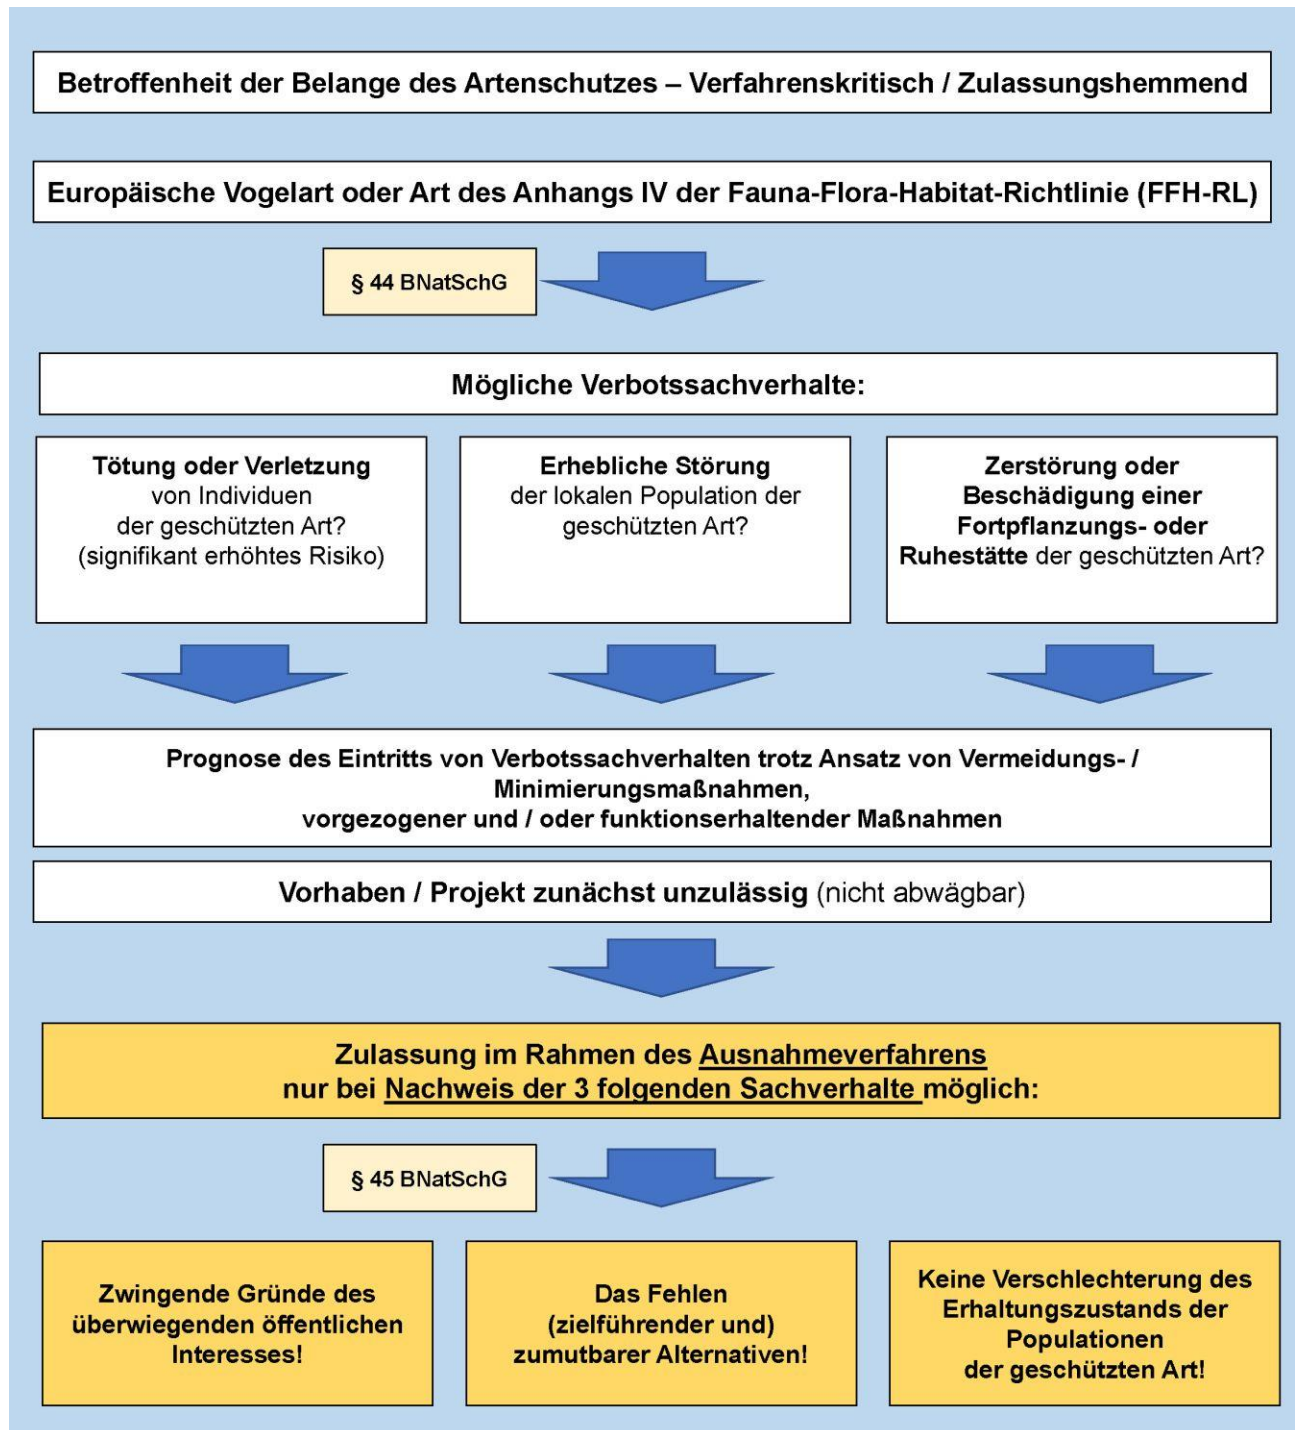 Betroffenheit der Belange des Artenschutzes – Verfahrenskritisch / Zulassungshemmend
Europäische Vogelart oder Art des Anhangs IV der Fauna-Flora-Habitat-Richtlinie (FFH-RL)
§ 44 BNatSchG
Mögliche Verbotssachverhalte:
Tötung oder Verletzung
von Individuen
der geschützten Art?
(signifikant erhöhtes Risiko)
Erhebliche Störung
der lokalen Population der
geschützten Art?
Zerstörung oder
Beschädigung einer
Fortpflanzungs- oder
Ruhestätte der geschützten Art?
Prognose des Eintritts von Verbotssachverhalten trotz Ansatz von Vermeidungs- /
Minimierungsmaßnahmen,
vorgezogener und / oder funktionserhaltender Maßnahmen
Vorhaben / Projekt zunächst unzulässig (nicht abwägbar)
Zulassung im Rahmen des Ausnahmeverfahrens
nur bei Nachweis der 3 folgenden Sachverhalte möglich:
§ 45 BNatSchG
Zwingende Gründe des
überwiegenden öffentlichen
Interesses!
Das Fehlen
(zielführender und)
zumutbarer Alternativen!
Keine Verschlechterung des
Erhaltungszustands der
Populationen
der geschützten Art!